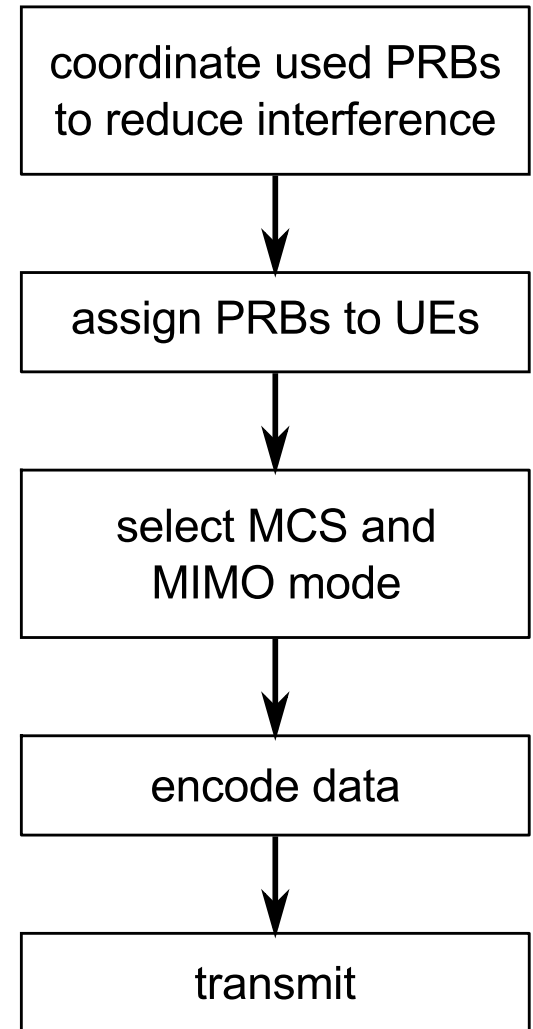 coordinate used PRBs
to reduce interference
assign PRBs to UEs
select MCS and
MIMO mode
encode data
transmit